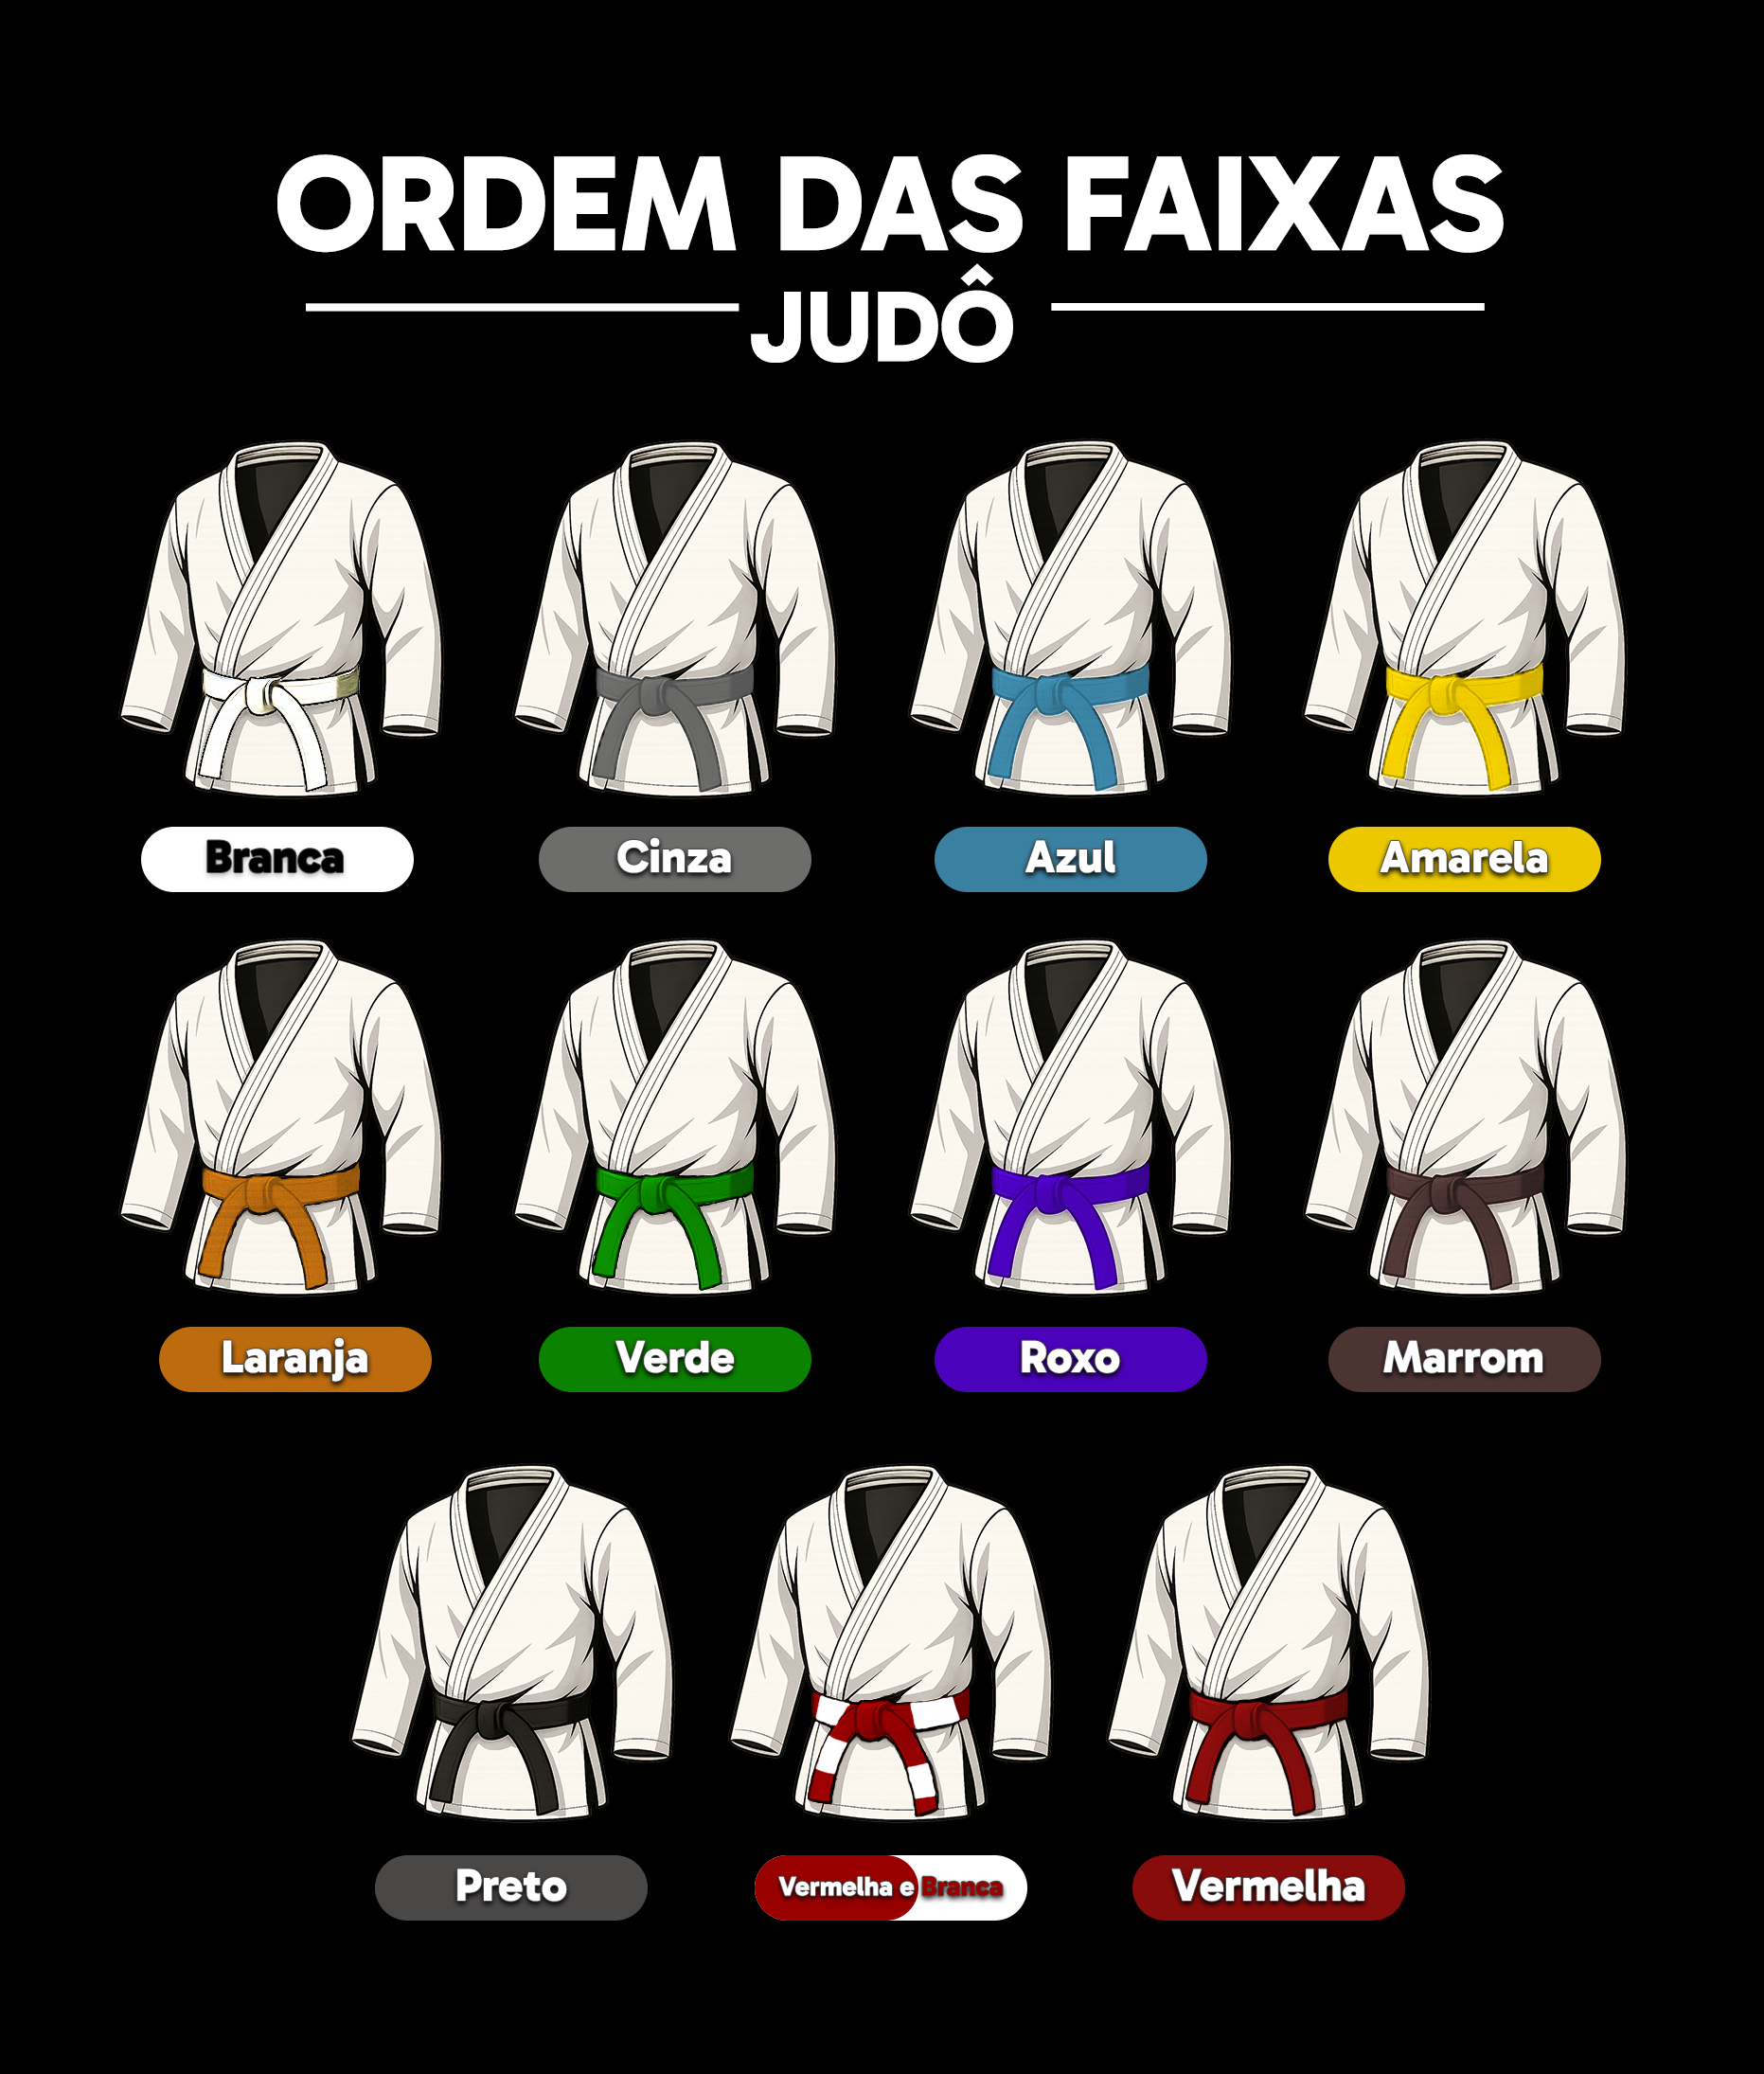 ORDEM DAS FAIXAS
JUDÔ
Branca
Cinza
Azul
Amarela
Laranja
Verde
Roxo
Marrom
Preto
Vermelha e Branca
Vermelha